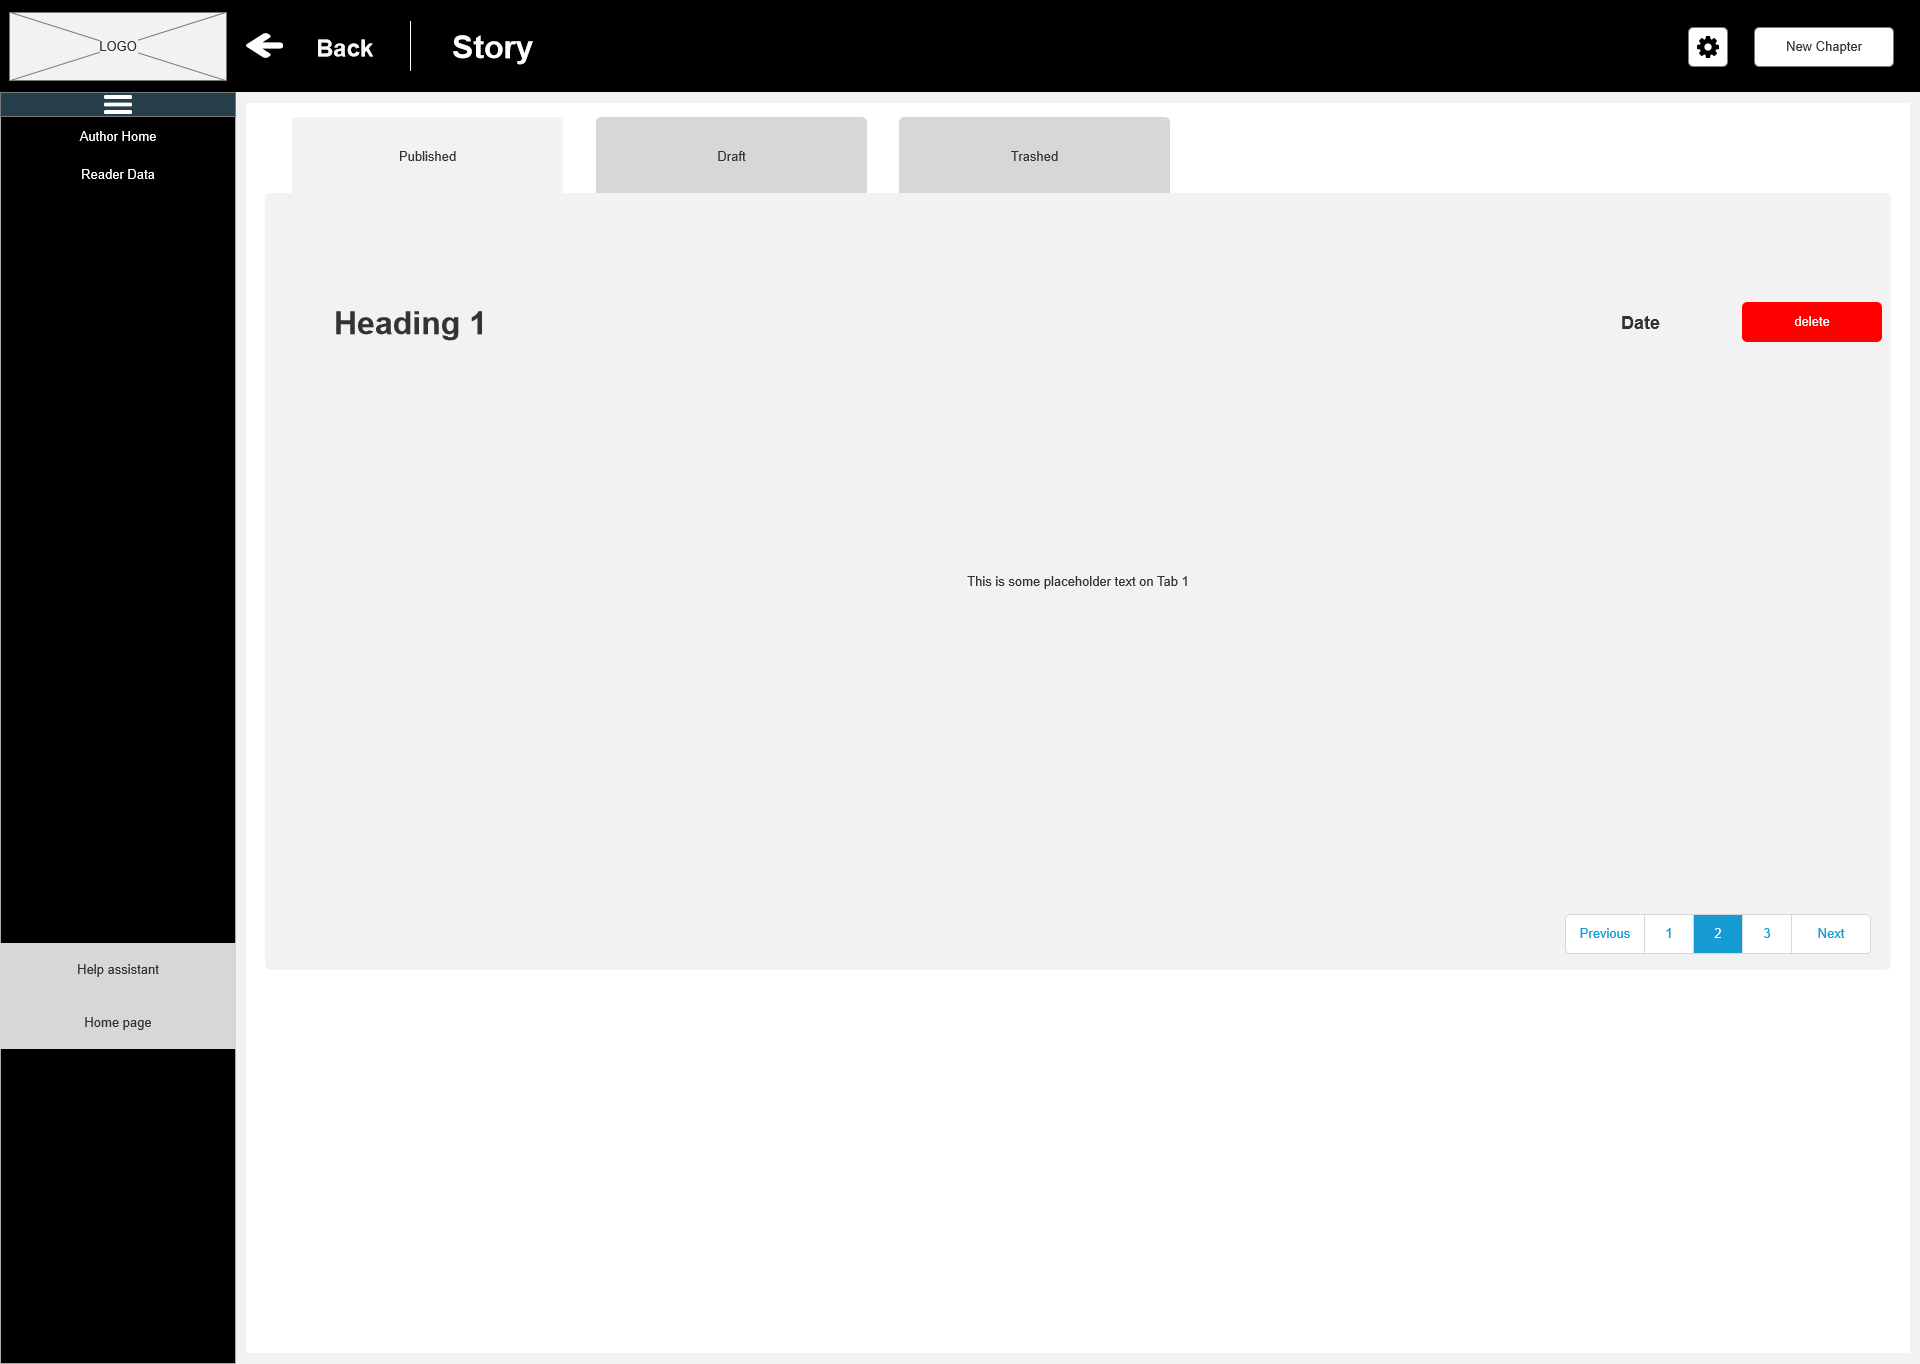 LOGO
Back
Story
New Chapter
Author Home
Reader Data
Published
Draft
Trashed
Heading 1
Date
delete
This is some placeholder text on Tab 1
Previous 1 2 3 Next
Help assistant
Home page